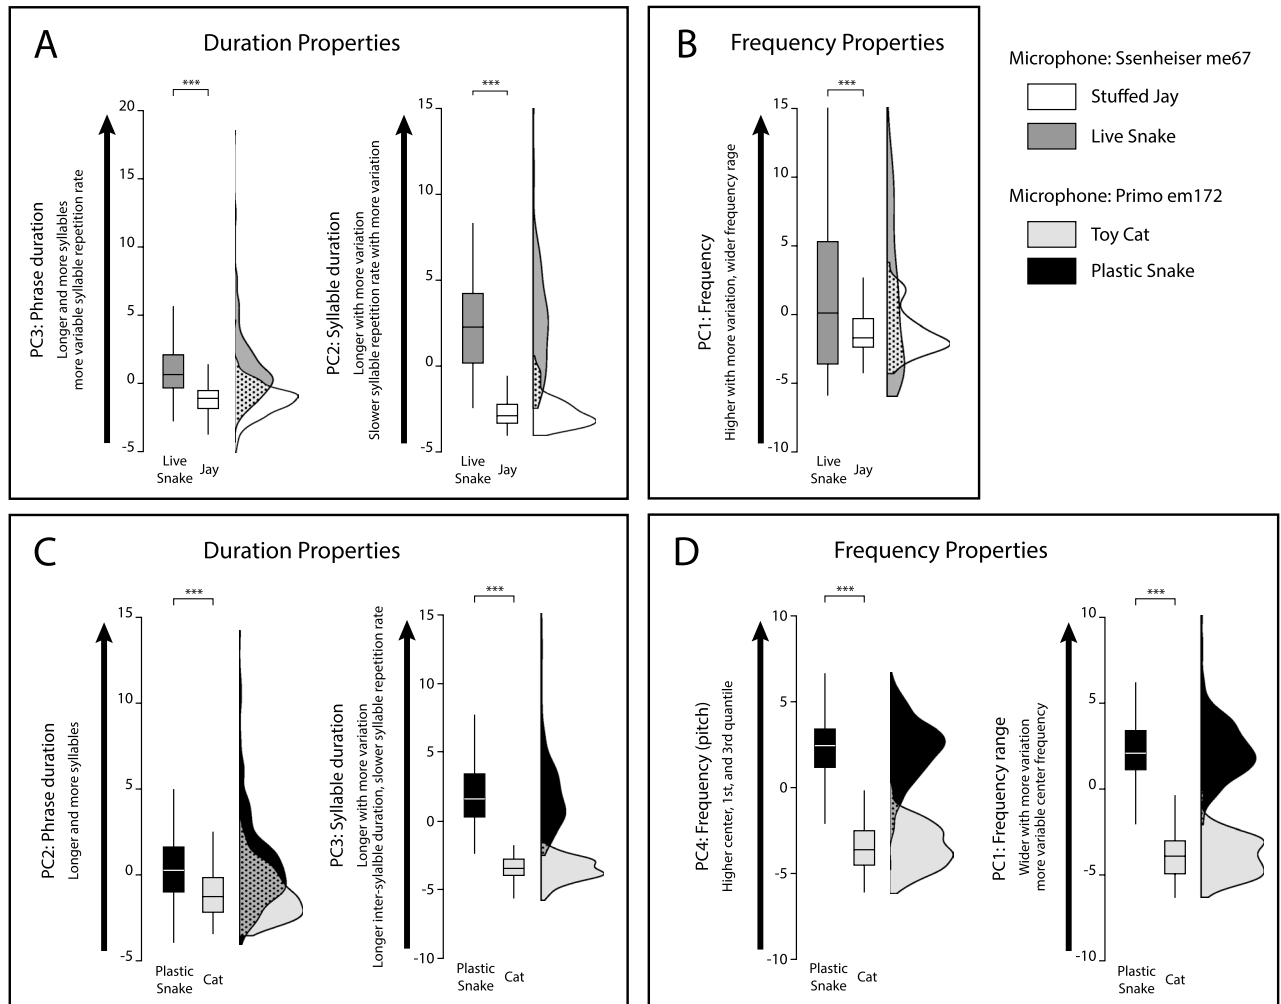 A
Duration Properties
***
20
15
10
5
0
-5
PC3: Phrase duration
Longer and more syllables
more variable syllable repetition rate
Live
Snake
Jay
***
15
10
5
0
-5
PC2: Syllable duration
Longer with more variation
Slower syllable repetition rate with more variation
Live
Snake
Jay
B
Frequency Properties
***
15
10
5
0
-5
-10
PC1: Frequency
Higher with more variation, wider frequency rage
Live
Snake
Jay
Microphone: Ssenheiser me67
Stuffed Jay
Live Snake
Microphone: Primo em172
Toy Cat
Plastic Snake
C
Duration Properties
***
15
10
5
0
-5
PC2: Phrase duration
Longer and more syllables
Plastic
Snake
Cat
***
15
10
5
0
-5
-10
PC3: Syllable duration
Longer with more variation
Longer inter-sylable duration, slower syllable repetition rate
Plastic
Snake
Cat
D
Frequency Properties
***
10
5
0
-5
-10
PC4: Frequency (pitch)
Higher center, 1st, and 3rd quantile
Plastic
Snake
Cat
***
10
5
0
-5
-10
PC1: Frequency range
Wider with more variation
more variable center frequency
Plastic
Snake
Cat